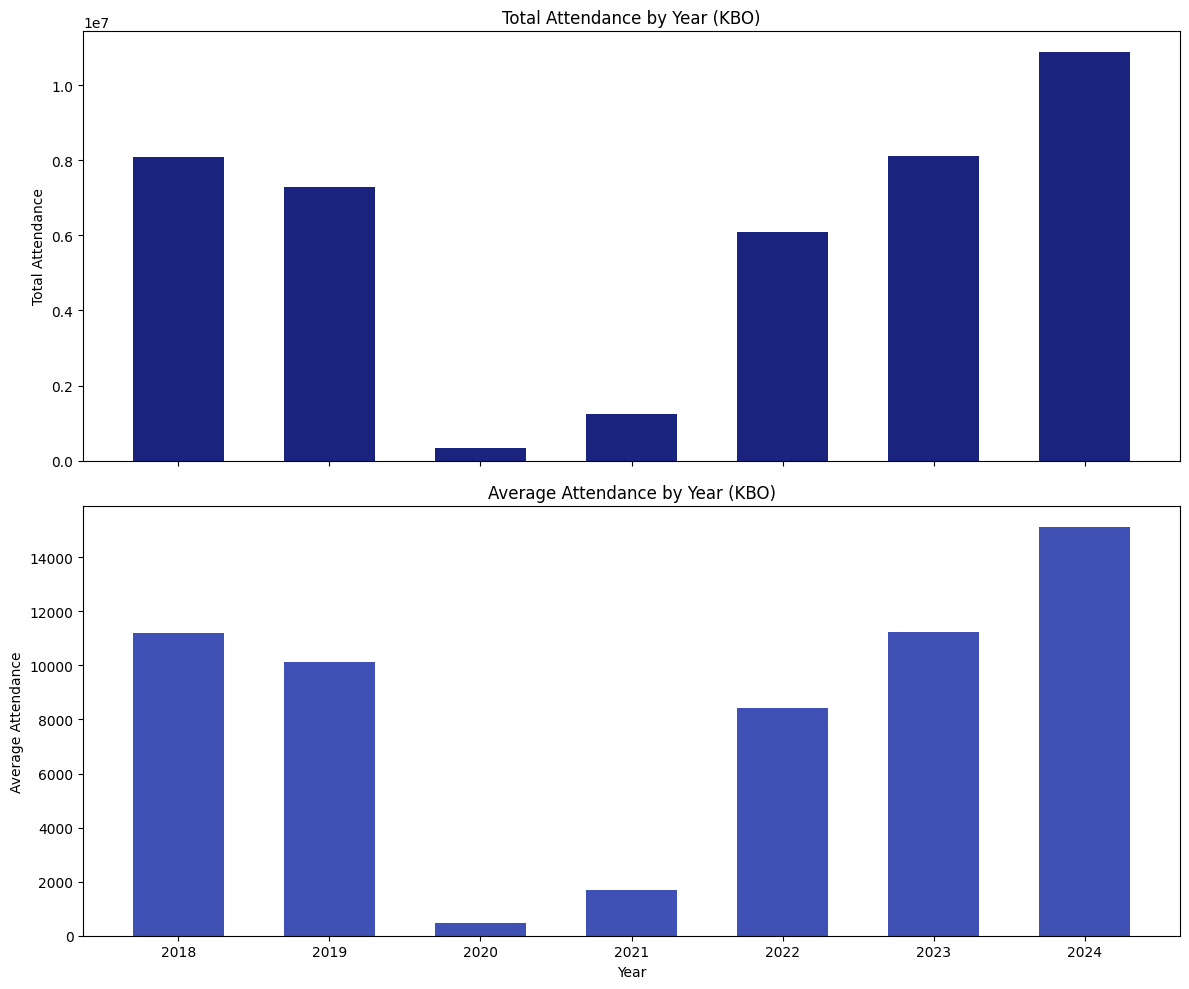 Total Attendance by Year (KBO)
1e7
1.0
0.8
0.6
0.4
0.2
0.0
Total Attendance
Average Attendance by Year (KBO)
14000
12000
10000
8000
6000
4000
2000
0
Average Attendance
2018 2019 2020 2021 2022 2023 2024
Year